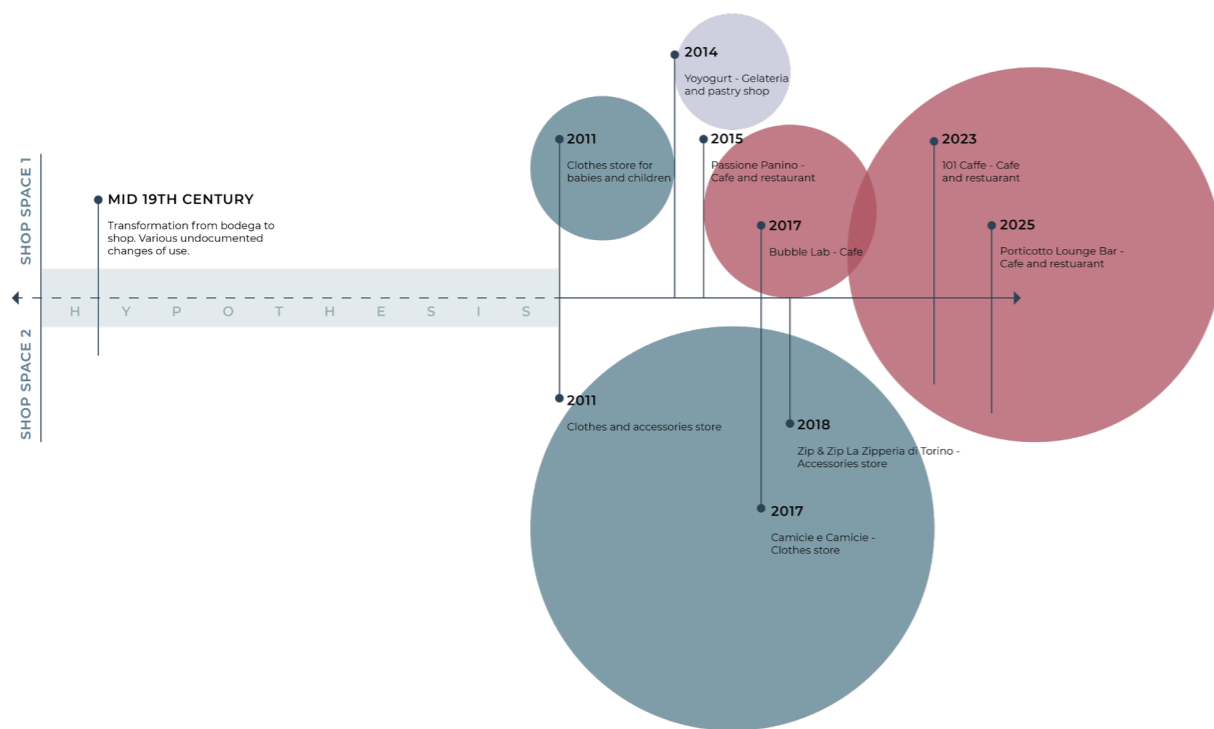 SHOP SPACE 1
SHOP SPACE 2
MID 19TH CENTURY
Transformation from bodega to
shop. Various undocumented
changes of use.
HYPOTHESIS
2011
Clothes store for
babies and children
2014
Yoyogurt - Gelateria
and pastry shop
2015
Passione Panino -
Cafe and restaurant
2017
Bubble Lab - Cafe
2023
101 Caffe - Cafe
and restuarant
2025
Porticotto Lounge Bar -
Cafe and restuarant
2011
Clothes and accessories store
2018
Zip & Zip La Zipperia di Torino -
Accessories store
2017
Camicie e Camicie -
Clothes store